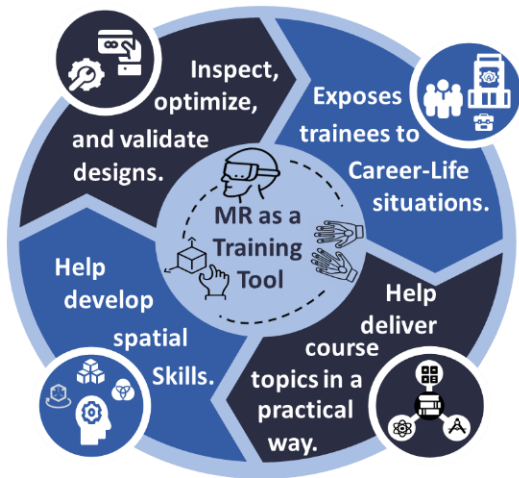 Inspect,
optimize,
and validate
designs.
Exposes
trainees to
Career-Life
situations.
MR as a
Training
Tool
Help
develop
spatial
Skills.
Help
deliver
course
topics in a
practical
way.